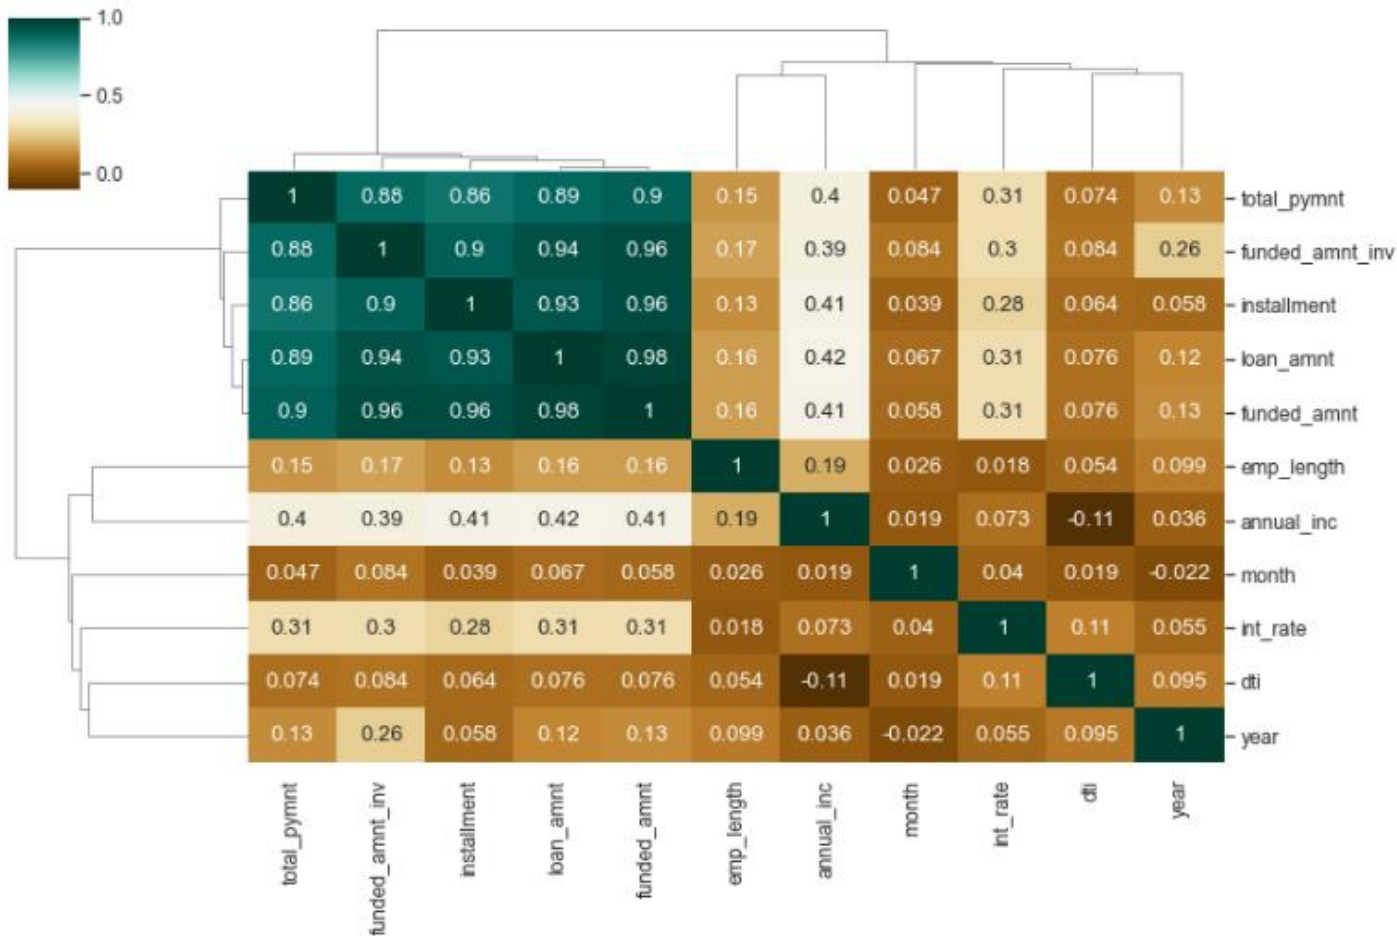 1.0
0.5
0.0
1 0.88 0.86 0.89 0.9 0.15 0.4 0.047 0.31 0.074 0.13 total_pymnt
0.88 1 0.9 0.94 0.96 0.17 0.39 0.084 0.3 0.084 0.26 funded_amnt_inv
0.86 0.9 1 0.93 0.96 0.13 0.41 0.039 0.28 0.064 0.058 installment
0.89 0.94 0.93 1 0.98 0.16 0.42 0.067 0.31 0.076 0.12 loan_amnt
0.9 0.96 0.96 0.98 1 0.16 0.41 0.058 0.31 0.076 0.13 funded_amnt
0.15 0.17 0.13 0.16 0.16 1 0.19 0.026 0.018 0.054 0.099 emp_length
0.4 0.39 0.41 0.42 0.41 0.19 1 0.019 0.073 -0.11 0.036 annual_inc
0.047 0.084 0.039 0.067 0.058 0.026 0.019 1 0.04 0.019 -0.022 month
0.31 0.3 0.28 0.31 0.31 0.018 0.073 0.04 1 0.11 0.055 int_rate
0.074 0.084 0.064 0.076 0.076 0.054 -0.11 0.019 0.11 1 0.095 dti
0.13 0.26 0.058 0.12 0.13 0.099 0.036 -0.022 0.055 0.095 1 year
total_pymnt
funded_amnt_inv
installment
loan_amnt
funded_amnt
emp_length
annual_inc
month
int_rate
dti
year